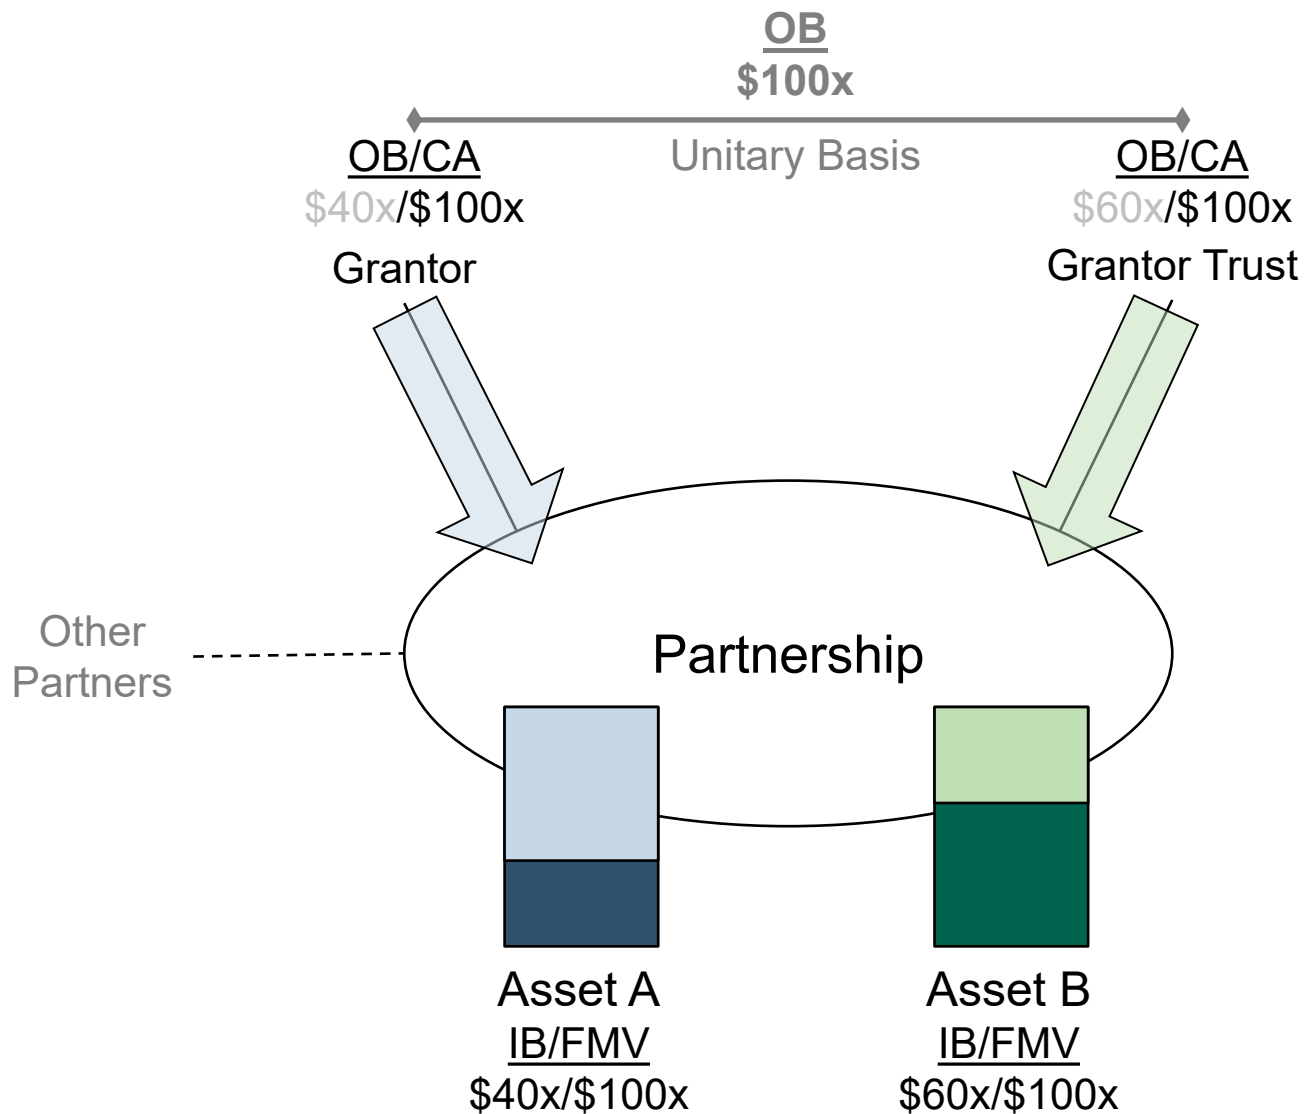 OB
$100x
Unitary Basis
OB/CA
$40x/$100x
Grantor
OB/CA
$60x/$100x
Grantor Trust
Other
Partners
Partnership
Asset A
IB/FMV
$40x/$100x
Asset B
IB/FMV
$60x/$100x